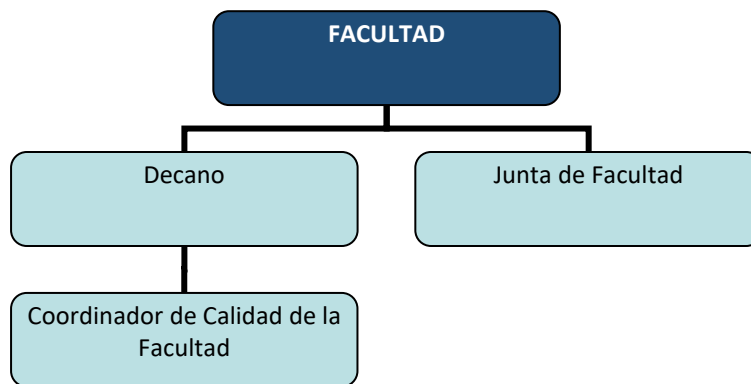 FACULTAD
Decano
Junta de Facultad
Coordinador de Calidad de la
Facultad